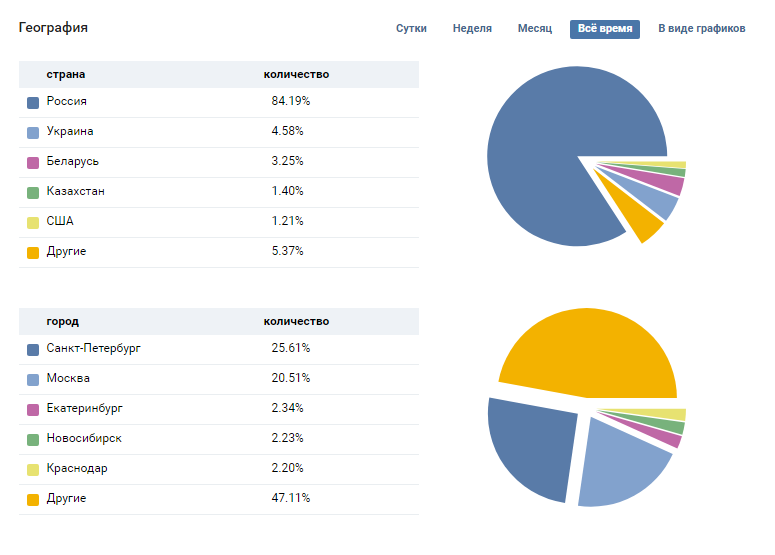 География Сутки Неделя Месяц Всё время В виде графиков
страна количество
Россия 84.19%
Украина 4.58%
Беларусь 3.25%
Казахстан 1.40%
США 1.21%
Другие 5.37%
город количество
Санкт-Петербург 25.61%
Москва 20.51%
Екатеринбург 2.34%
Новосибирск 2.23%
Краснодар 2.20%
Другие 47.11%